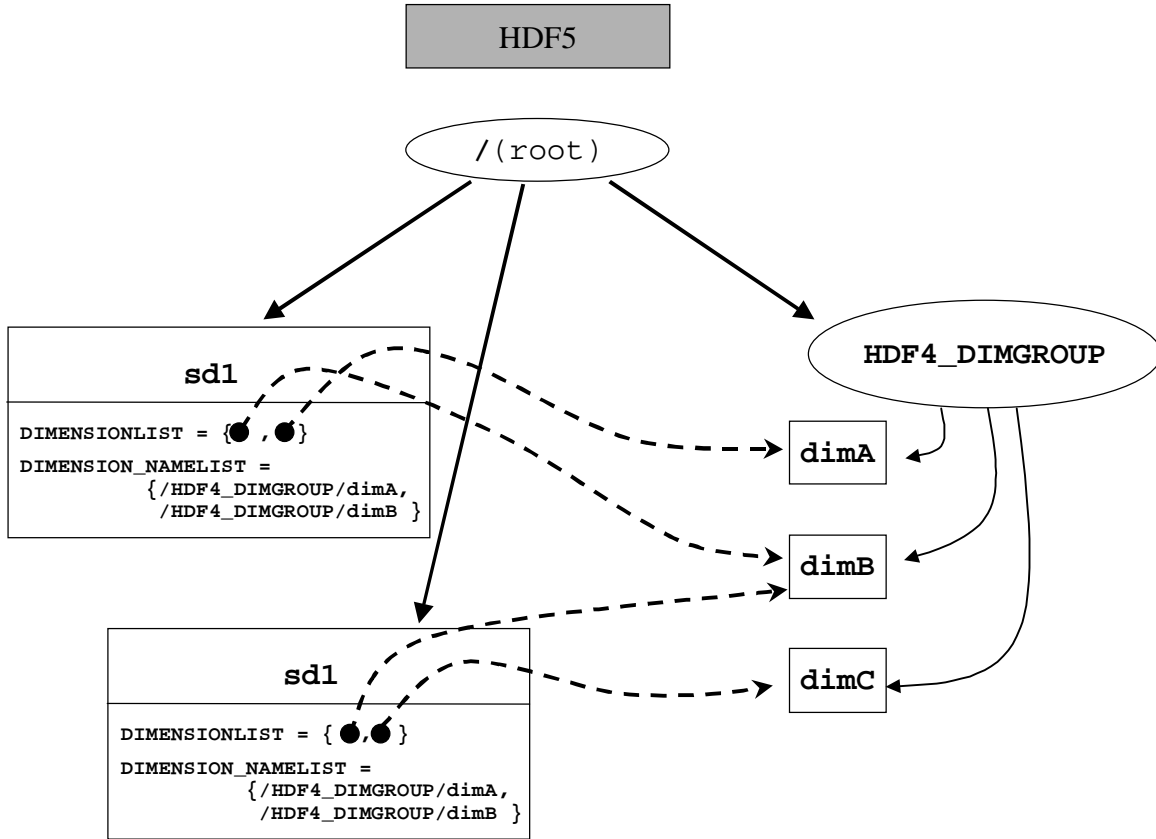 HDF5
/(root)
HDF4_DIMGROUP
sd1
DIMENSIONLIST = { , }
DIMENSION_NAMELIST =
{/HDF4_DIMGROUP/dimA,
/HDF4_DIMGROUP/dimB }
dimA
dimB
dimC
sd1
DIMENSIONLIST = { , }
DIMENSION_NAMELIST =
{/HDF4_DIMGROUP/dimA,
/HDF4_DIMGROUP/dimB }